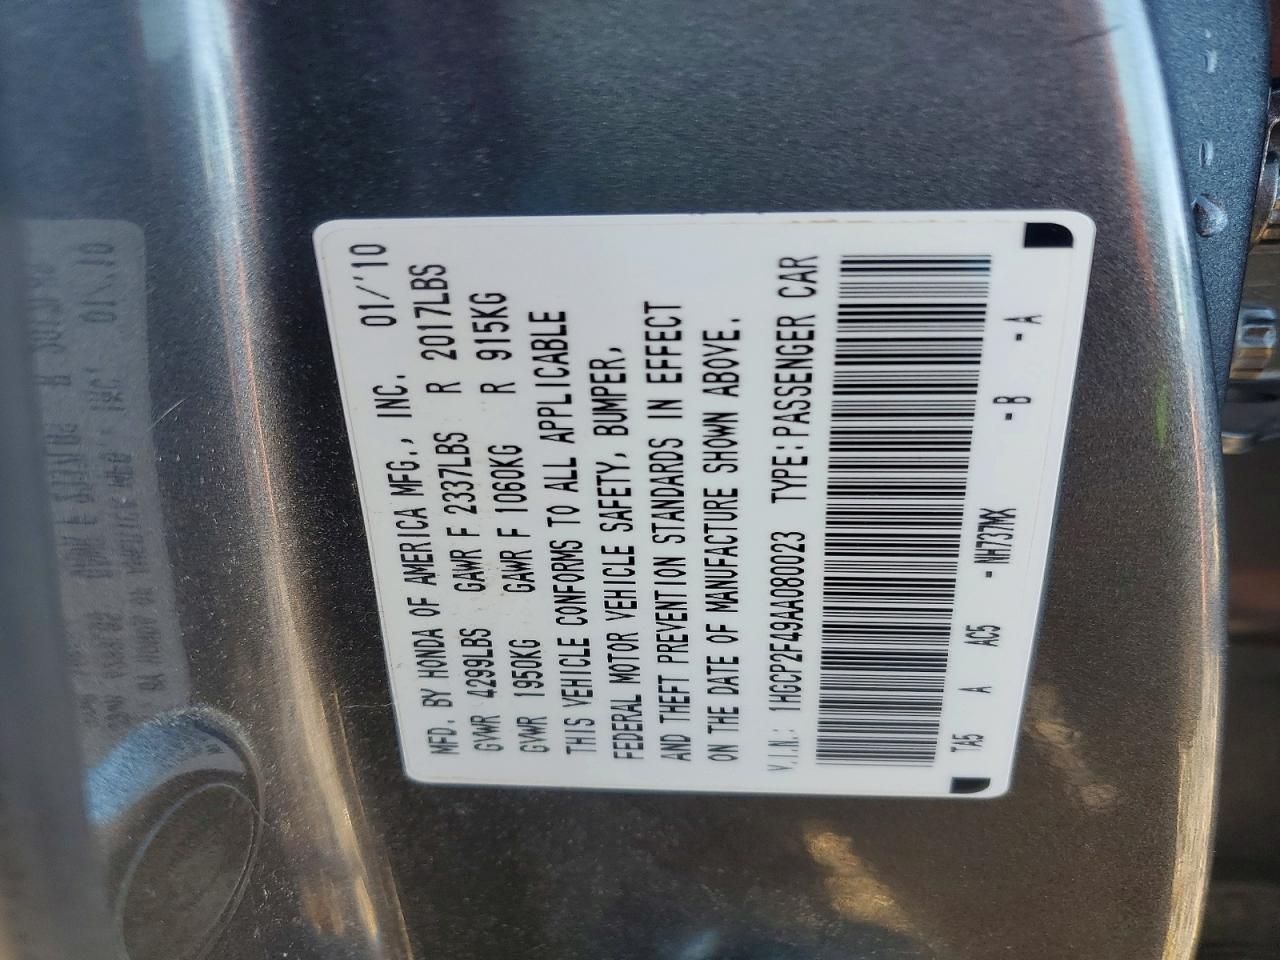 MFD. BY HONDA OF AMERICA MFG., INC. 01/'10
GVWR 4299LBS GAWR F 2337LBS R 2017LBS
GVWR 1950KG GAWR F 1060KG R 915KG
THIS VEHICLE CONFORMS TO ALL APPLICABLE
FEDERAL MOTOR VEHICLE SAFETY, BUMPER,
AND THEFT PREVENTION STANDARDS IN EFFECT
ON THE DATE OF MANUFACTURE SHOWN ABOVE.
V.I.N.: 1HGCP2F49AA080023 TYPE:PASSENGER CAR
TA5 A AC5 - NH737MX - B - A